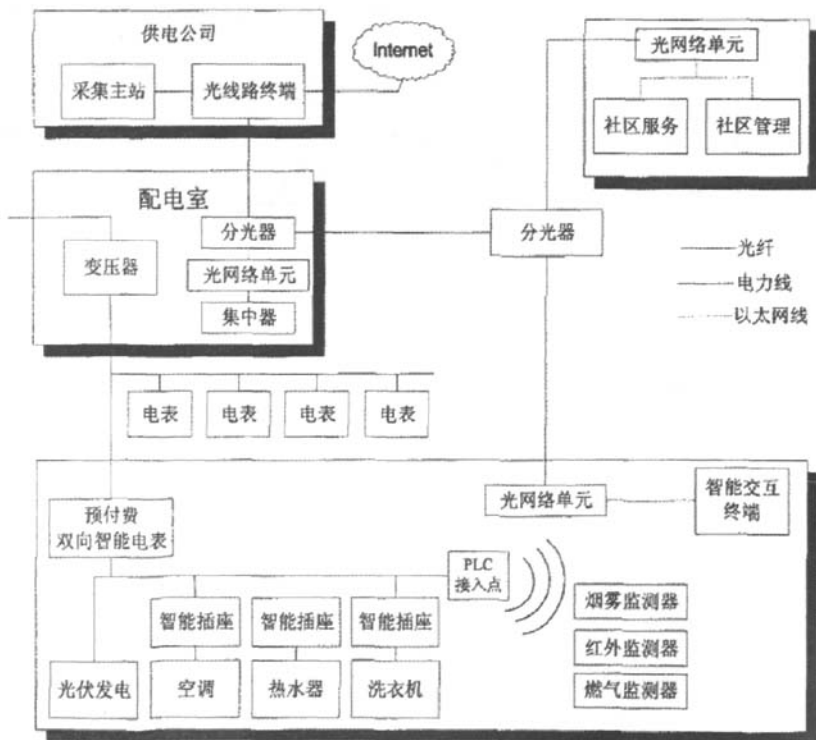 供电公司
采集主站
光线路终端
Internet
光网络单元
社区服务
社区管理
配电室
分光器
变压器
光网络单元
集中器
分光器
光纤
电力线
以太网线
电表
电表
电表
电表
预付费
双向智能电表
光网络单元
智能交互
终端
PLC
接入点
智能插座
智能插座
智能插座
烟雾监测器
红外监测器
燃气监测器
光伏发电
空调
热水器
洗衣机